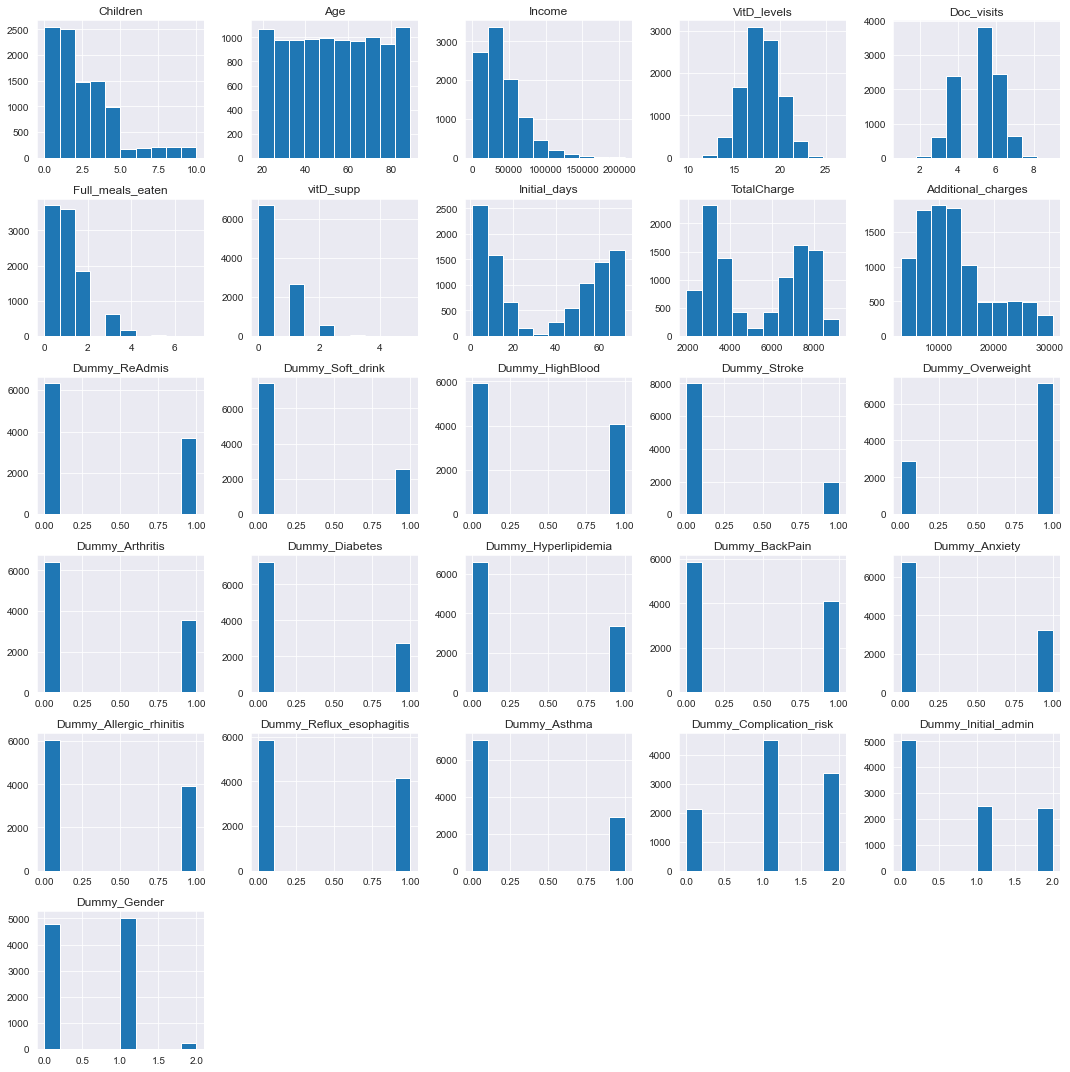 Children Age Income VitD_levels Doc_visits
2500 2000 1500 1000 500 0
0.0 2.5 5.0 7.5 10.0
1000 800 600 400 200 0
20 40 60 80
3000 2000 1000 0
0 50000 100000 150000 200000
3000 2000 1000 0
10 15 20 25
4000 3000 2000 1000 0
2 4 6 8
Full_meals_eaten vitD_supp Initial_days TotalCharge Additional_charges
3000 2000 1000 0
0 2 4 6
6000 4000 2000 0
0 2 4
2500 2000 1500 1000 500 0
0 20 40 60
2000 1500 1000 500 0
2000 4000 6000 8000
1500 1000 500 0
10000 20000 30000
Dummy_ReAdmis Dummy_Soft_drink Dummy_HighBlood Dummy_Stroke Dummy_Overweight
6000 4000 2000 0
0.00 0.25 0.50 0.75 1.00
6000 4000 2000 0
0.00 0.25 0.50 0.75 1.00
6000 5000 4000 3000 2000 1000 0
0.00 0.25 0.50 0.75 1.00
8000 6000 4000 2000 0
0.00 0.25 0.50 0.75 1.00
6000 4000 2000 0
0.00 0.25 0.50 0.75 1.00
Dummy_Arthritis Dummy_Diabetes Dummy_Hyperlipidemia Dummy_BackPain Dummy_Anxiety
6000 4000 2000 0
0.00 0.25 0.50 0.75 1.00
6000 4000 2000 0
0.00 0.25 0.50 0.75 1.00
6000 4000 2000 0
0.00 0.25 0.50 0.75 1.00
6000 5000 4000 3000 2000 1000 0
0.00 0.25 0.50 0.75 1.00
6000 4000 2000 0
0.00 0.25 0.50 0.75 1.00
Dummy_Allergic_rhinitis Dummy_Reflux_esophagitis Dummy_Asthma Dummy_Complication_risk Dummy_Initial_admin
6000 4000 2000 0
0.00 0.25 0.50 0.75 1.00
6000 4000 2000 0
0.00 0.25 0.50 0.75 1.00
6000 4000 2000 0
0.00 0.25 0.50 0.75 1.00
4000 3000 2000 1000 0
0.0 0.5 1.0 1.5 2.0
5000 4000 3000 2000 1000 0
0.0 0.5 1.0 1.5 2.0
Dummy_Gender
5000 4000 3000 2000 1000 0
0.0 0.5 1.0 1.5 2.0